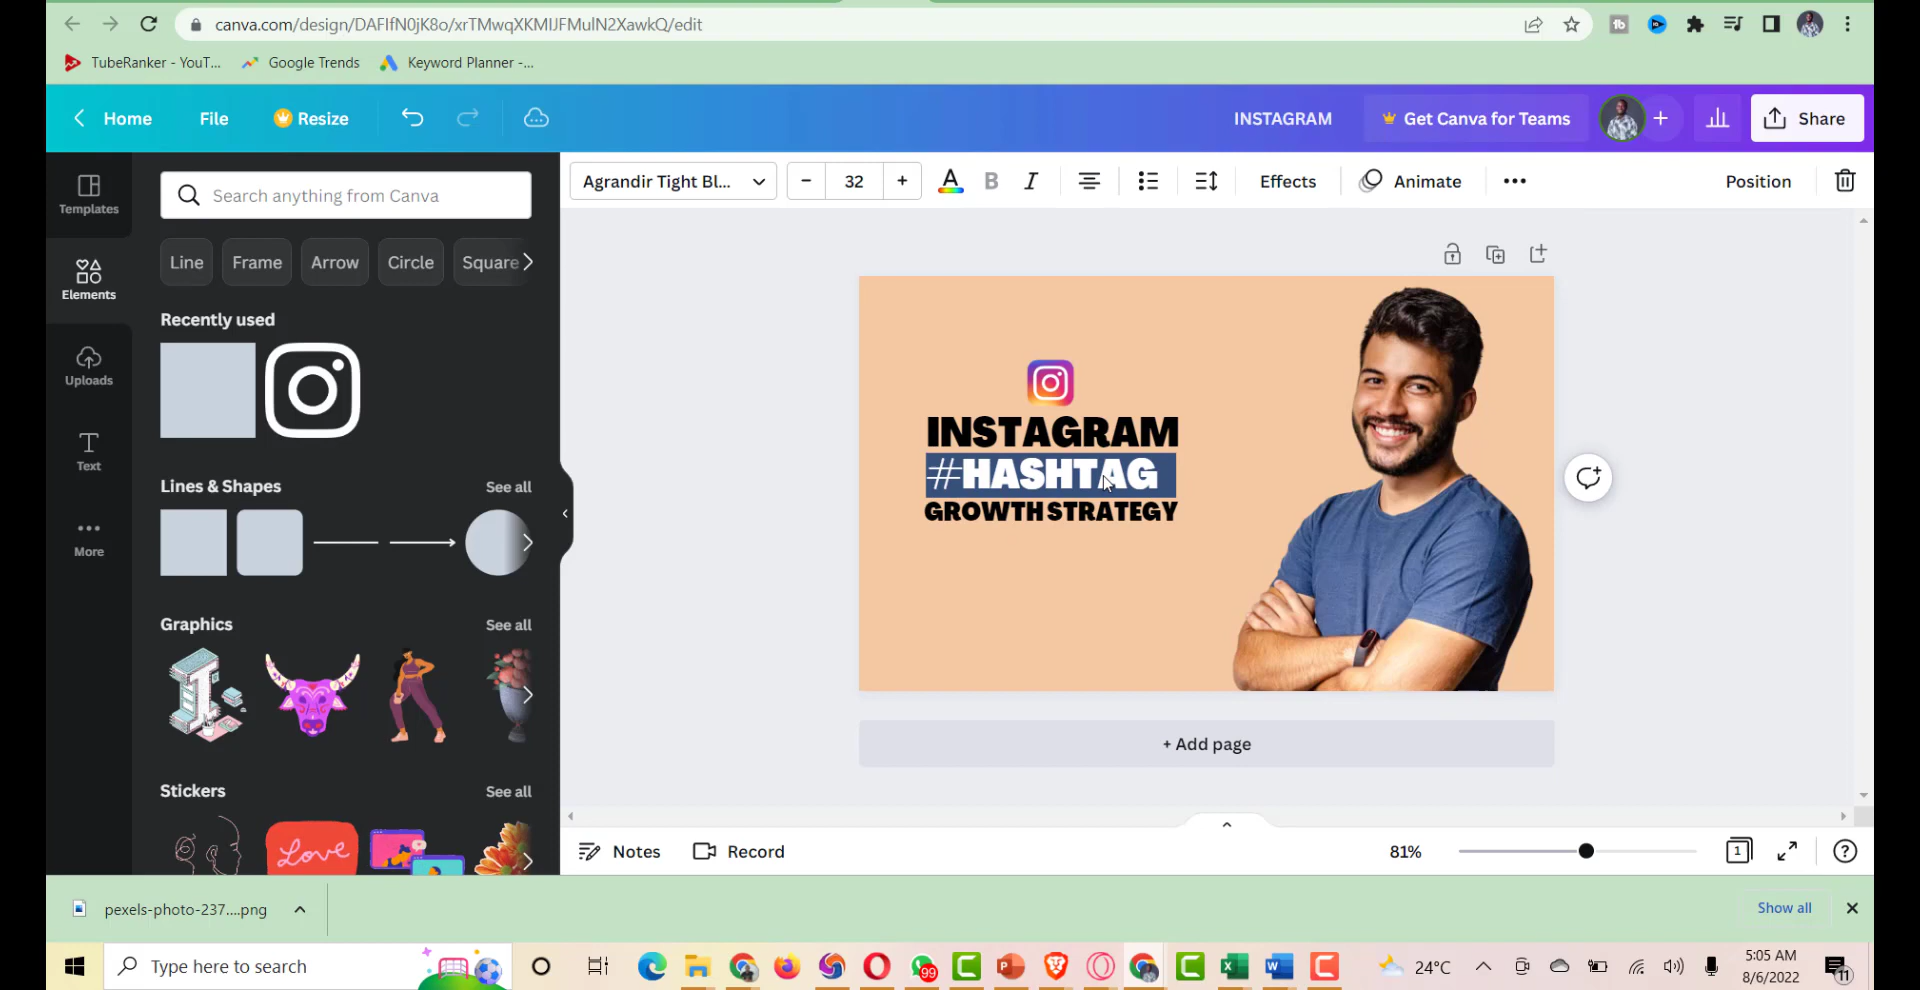 canva.com/design/DAFIfN0jK8o/xrTMwqXKMIJFMulN2XawkQ/edit
TubeRanker - YouT...
Google Trends
Keyword Planner -...
Home
File
Resize
INSTAGRAM
Get Canva for Teams
Share
Templates
Elements
Uploads
Text
More
Search anything from Canva
Line
Frame
Arrow
Circle
Square
Recently used
Lines & Shapes
See all
Graphics
See all
Stickers
See all
Love
Agrandir Tight Bl...
32
Effects
Animate
Position
INSTAGRAM
#HASHTAG
GROWTH STRATEGY
+ Add page
Notes
Record
81%
1
pexels-photo-237....png
Show all
Type here to search
99
24°C
5:05 AM
8/6/2022
11